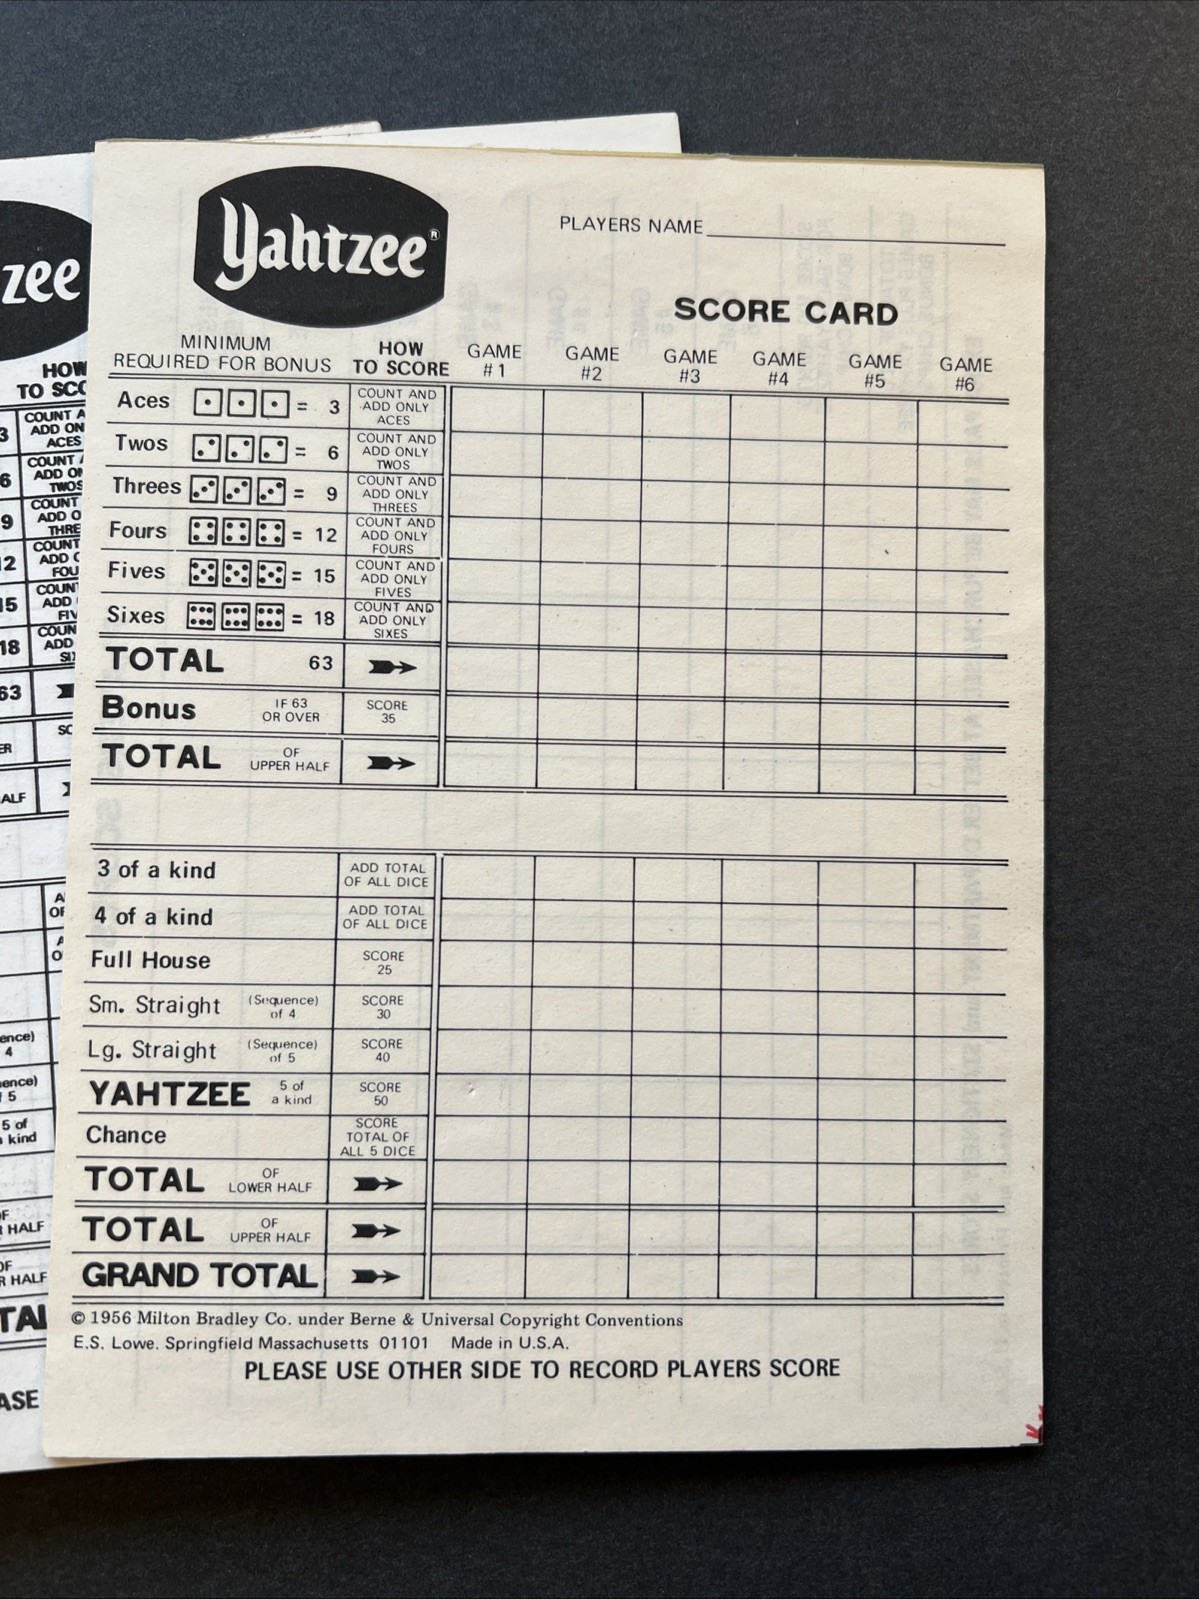 Yahtzee®
PLAYERS NAME
SCORE CARD
MINIMUM REQUIRED FOR BONUS
HOW TO SCORE
GAME #1
GAME #2
GAME #3
GAME #4
GAME #5
GAME #6
Aces = 3 COUNT AND ADD ONLY ACES
Twos = 6 COUNT AND ADD ONLY TWOS
Threes = 9 COUNT AND ADD ONLY THREES
Fours = 12 COUNT AND ADD ONLY FOURS
Fives = 15 COUNT AND ADD ONLY FIVES
Sixes = 18 COUNT AND ADD ONLY SIXES
TOTAL 63
Bonus IF 63 OR OVER SCORE 35
TOTAL OF UPPER HALF
3 of a kind ADD TOTAL OF ALL DICE
4 of a kind ADD TOTAL OF ALL DICE
Full House SCORE 25
Sm. Straight (Sequence) of 4 SCORE 30
Lg. Straight (Sequence) of 5 SCORE 40
YAHTZEE 5 of a kind SCORE 50
Chance SCORE TOTAL OF ALL 5 DICE
TOTAL OF LOWER HALF
TOTAL OF UPPER HALF
GRAND TOTAL
© 1956 Milton Bradley Co. under Berne & Universal Copyright Conventions
E.S. Lowe. Springfield Massachusetts 01101 Made in U.S.A.
PLEASE USE OTHER SIDE TO RECORD PLAYERS SCORE